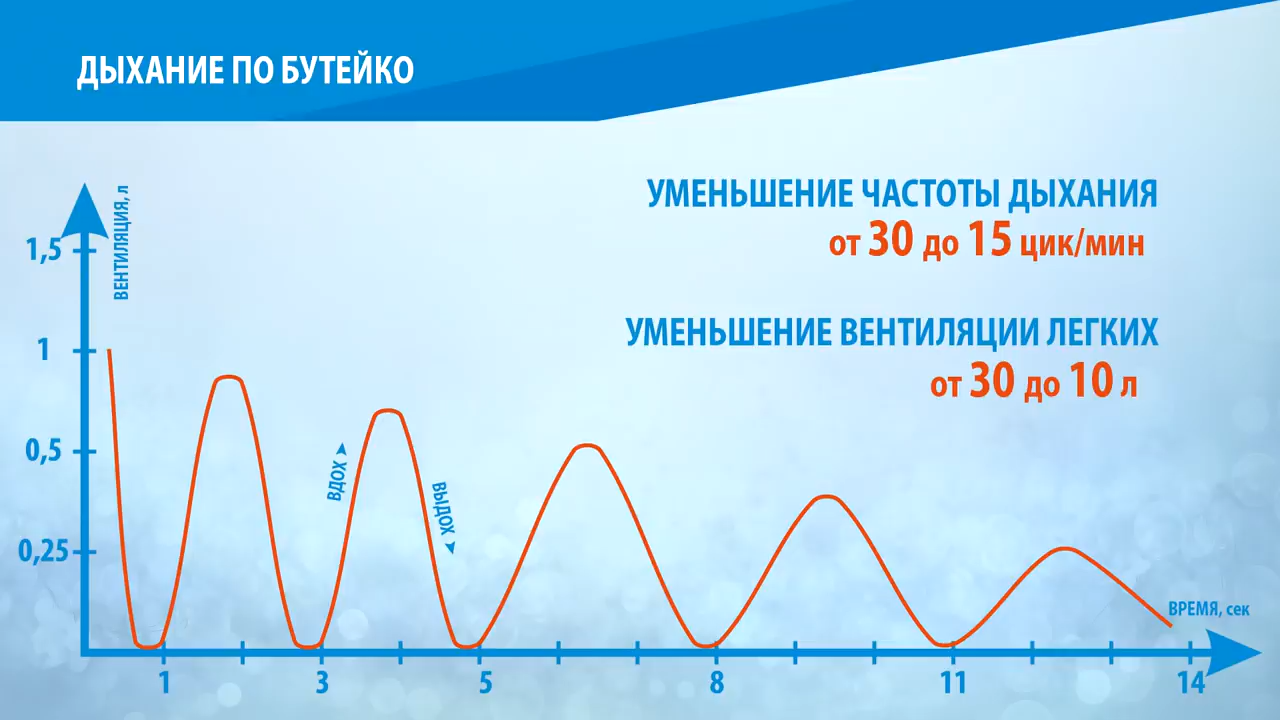 ДЫХАНИЕ ПО БУТЕЙКО
УМЕНЬШЕНИЕ ЧАСТОТЫ ДЫХАНИЯ
от 30 до 15 цик/мин
УМЕНЬШЕНИЕ ВЕНТИЛЯЦИИ ЛЕГКИХ
от 30 до 10 л
ВЕНТИЛЯЦИЯ, л
1,5
1
0,5
0,25
ВДОХ
ВЫДОХ
ВРЕМЯ, сек
1 3 5 8 11 14